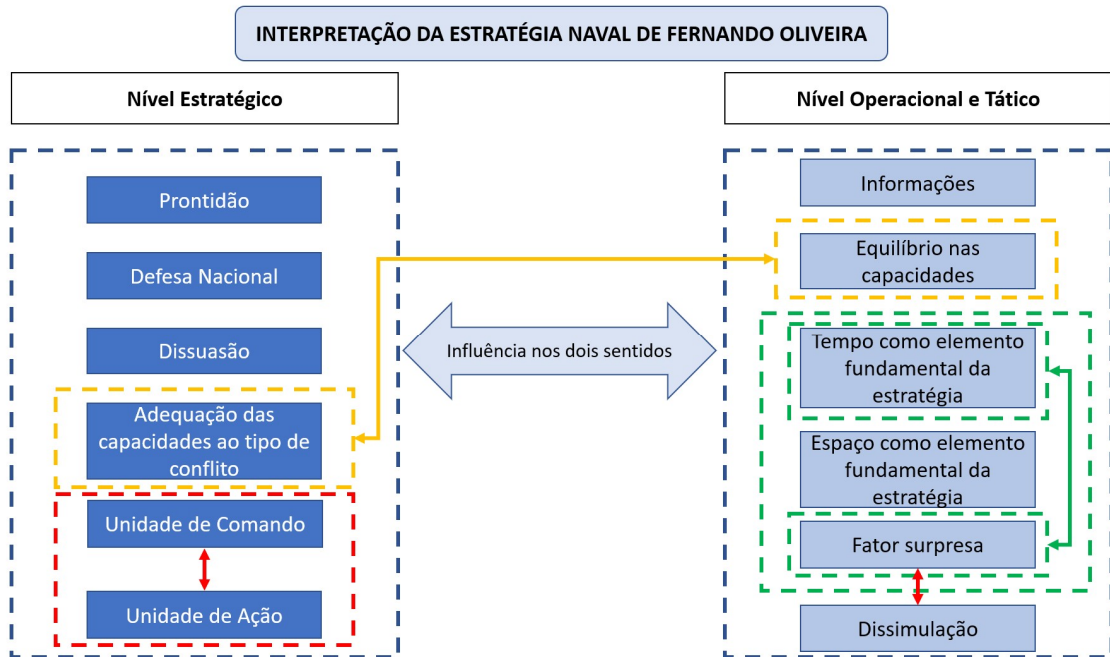 INTERPRETAÇÃO DA ESTRATÉGIA NAVAL DE FERNANDO OLIVEIRA
Nível Estratégico
Prontidão
Defesa Nacional
Dissuasão
Adequação das
capacidades ao tipo de
conflito
Unidade de Comando
Unidade de Ação
Influência nos dois sentidos
Nível Operacional e Tático
Informações
Equilíbrio nas
capacidades
Tempo como elemento
fundamental da
estratégia
Espaço como elemento
fundamental da
estratégia
Fator surpresa
Dissimulação